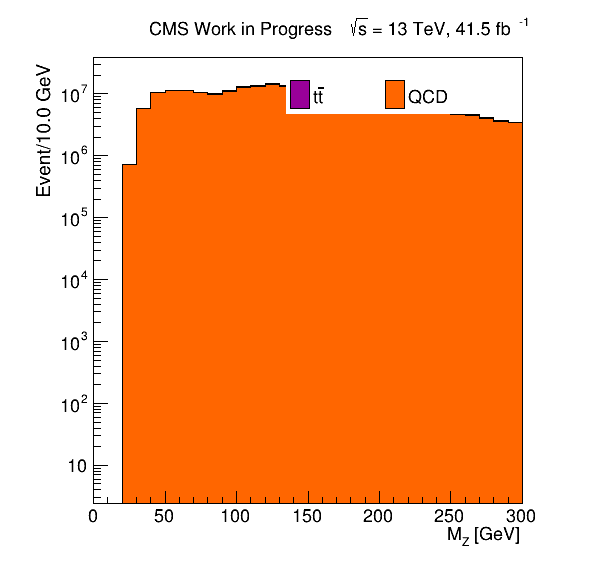 CMS Work in Progress √s = 13 TeV, 41.5 fb⁻¹
Event/10.0 GeV
10⁷
10⁶
10⁵
10⁴
10³
10²
10
tt̄ QCD
0 50 100 150 200 250 300
M_Z [GeV]